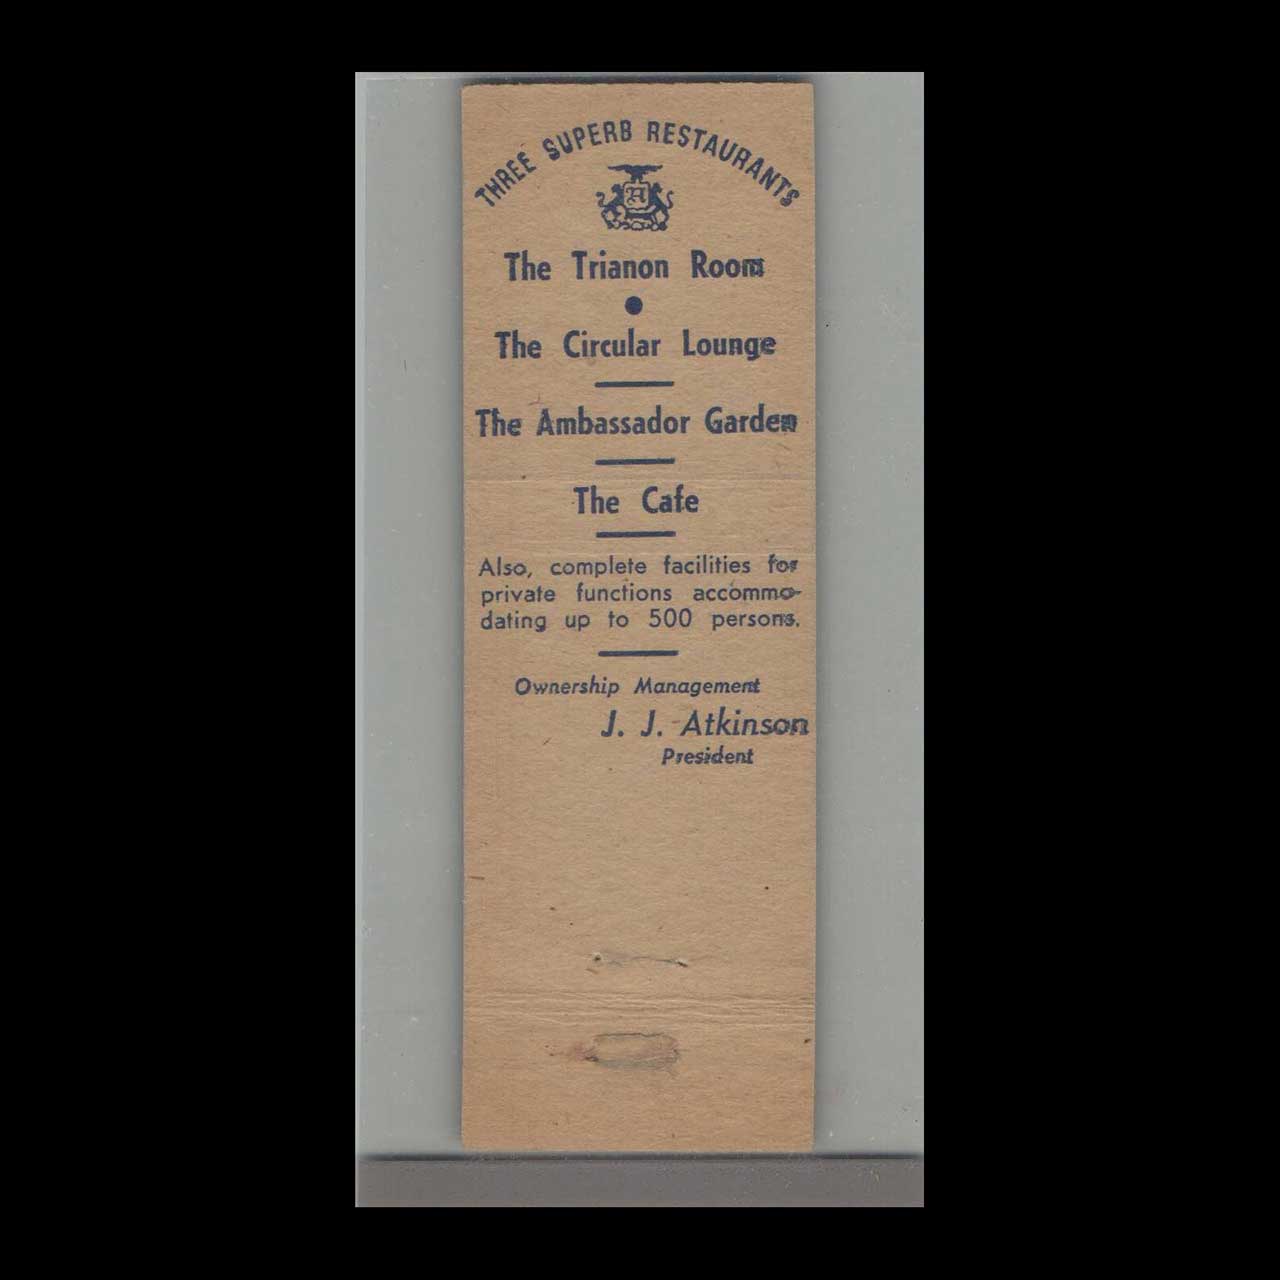 THREE SUPERB RESTAURANTS
A
The Trianon Room
The Circular Lounge
The Ambassador Garden
The Cafe
Also, complete facilities for
private functions accommo-
dating up to 500 persons.
Ownership Management
J. J. Atkinson
President